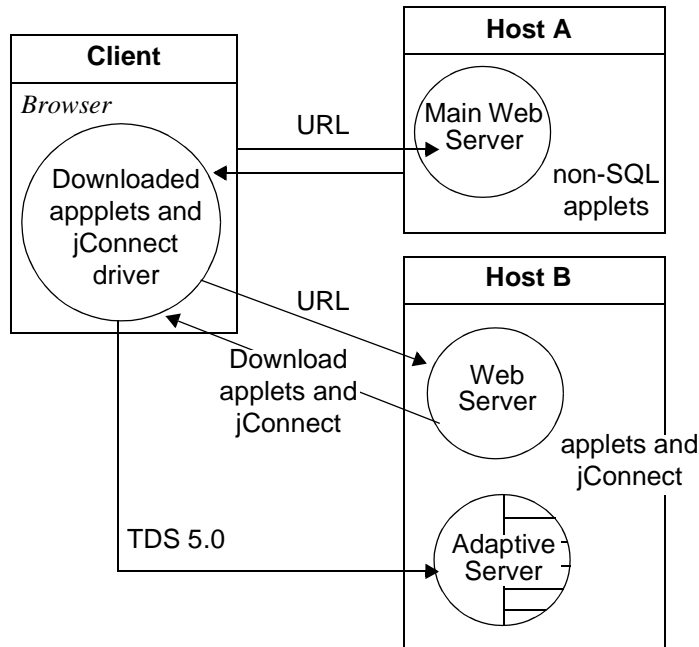 Client
Browser
Downloaded
appplets and
jConnect
driver
URL
Host A
Main Web
Server
non-SQL
applets
URL
Download
applets and
jConnect
Host B
Web
Server
applets and
jConnect
TDS 5.0
Adaptive
Server